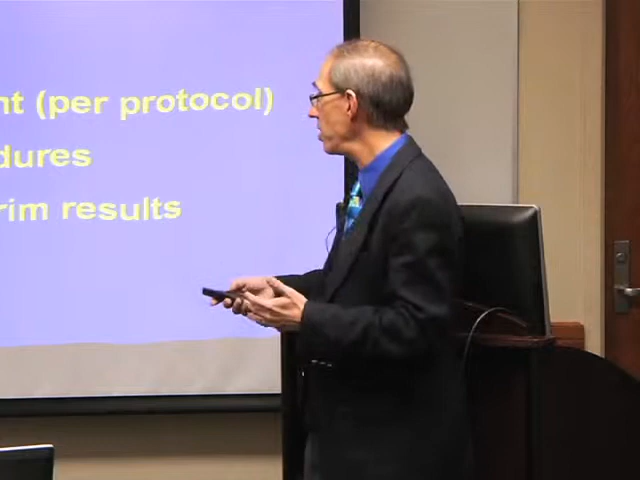 nt (per protocol)
dures
rim results